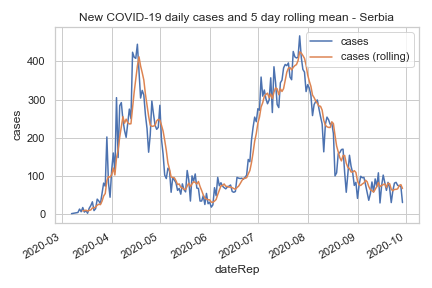 New COVID-19 daily cases and 5 day rolling mean - Serbia
cases
cases (rolling)
400
300
200
100
0
cases
2020-03
2020-04
2020-05
2020-06
2020-07
2020-08
2020-09
2020-10
dateRep